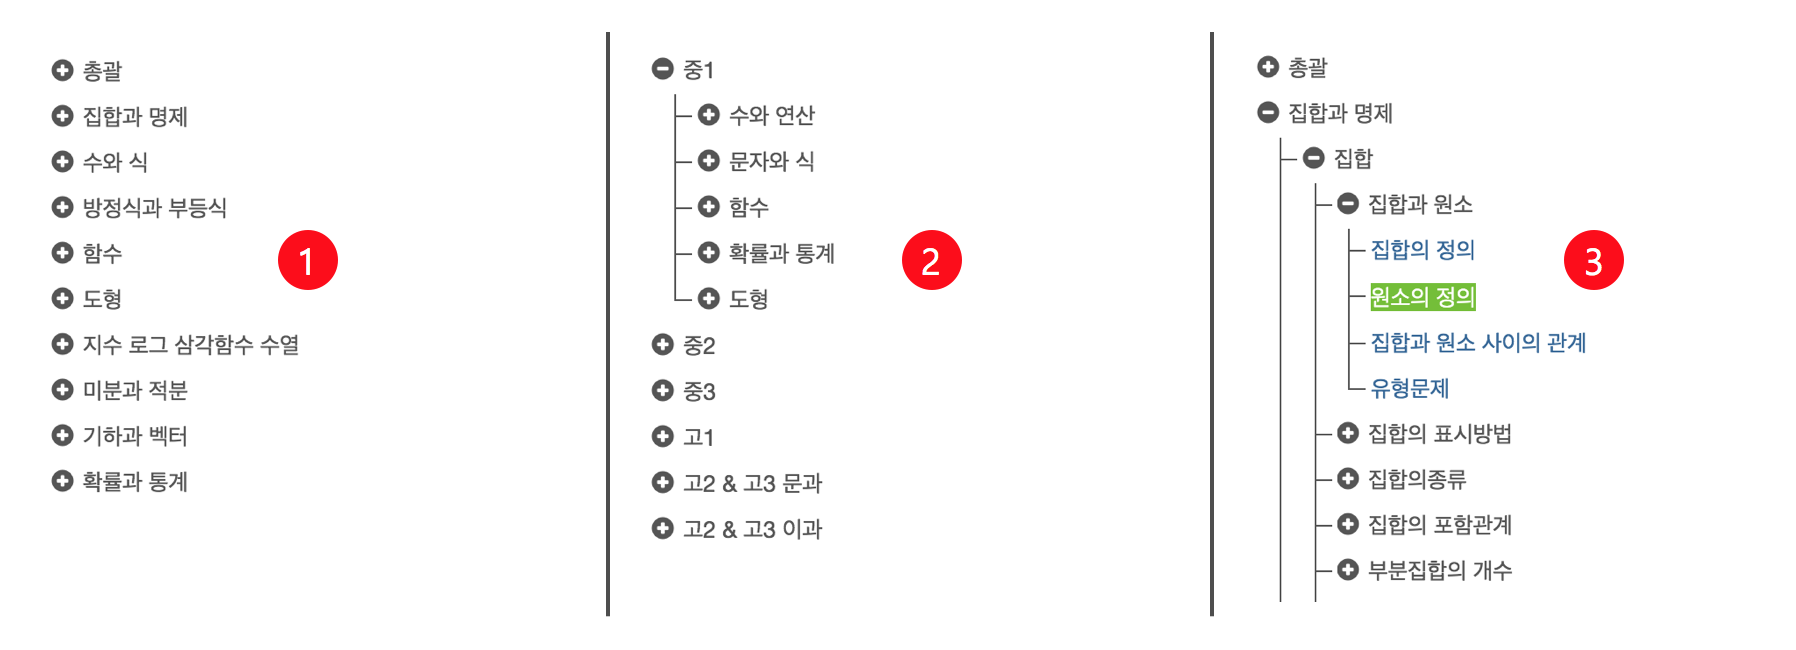 총괄
집합과 명제
수와 식
방정식과 부등식
함수
도형
지수 로그 삼각함수 수열
미분과 적분
기하과 벡터
확률과 통계
1
중1
수와 연산
문자와 식
함수
확률과 통계
도형
중2
중3
고1
고2 & 고3 문과
고2 & 고3 이과
2
총괄
집합과 명제
집합
집합과 원소
집합의 정의
원소의 정의
집합과 원소 사이의 관계
유형문제
집합의 표시방법
집합의종류
집합의 포함관계
부분집합의 개수
3